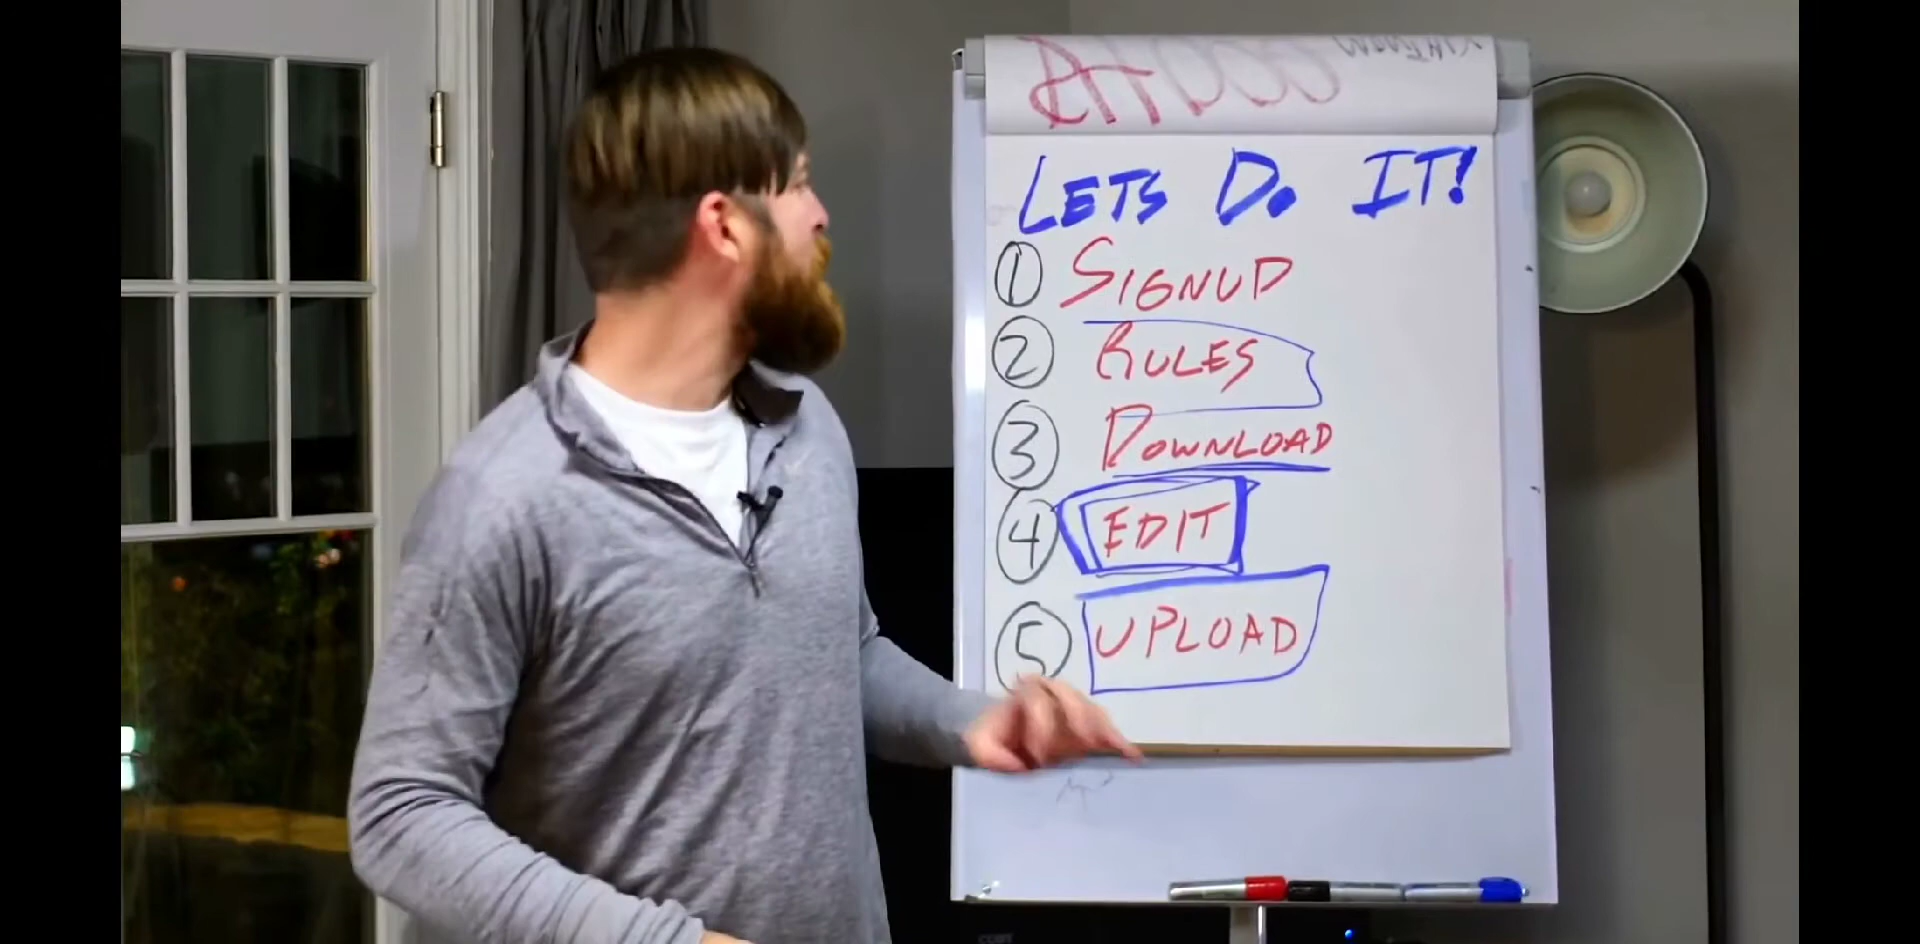 LETS DO IT!
1 SIGNUP
2 RULES
3 DOWNLOAD
4 EDIT
5 UPLOAD